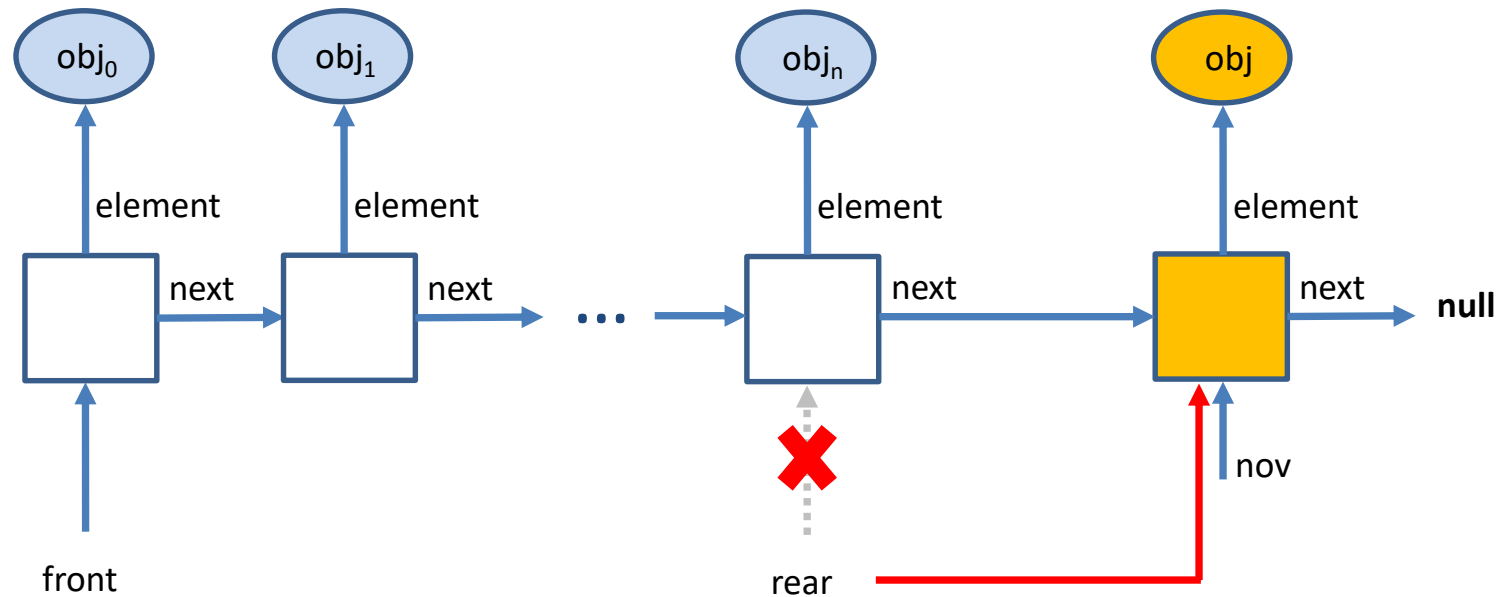 obj₀ obj₁ objₙ obj
element element element element
next next ... next next null
nov
front rear